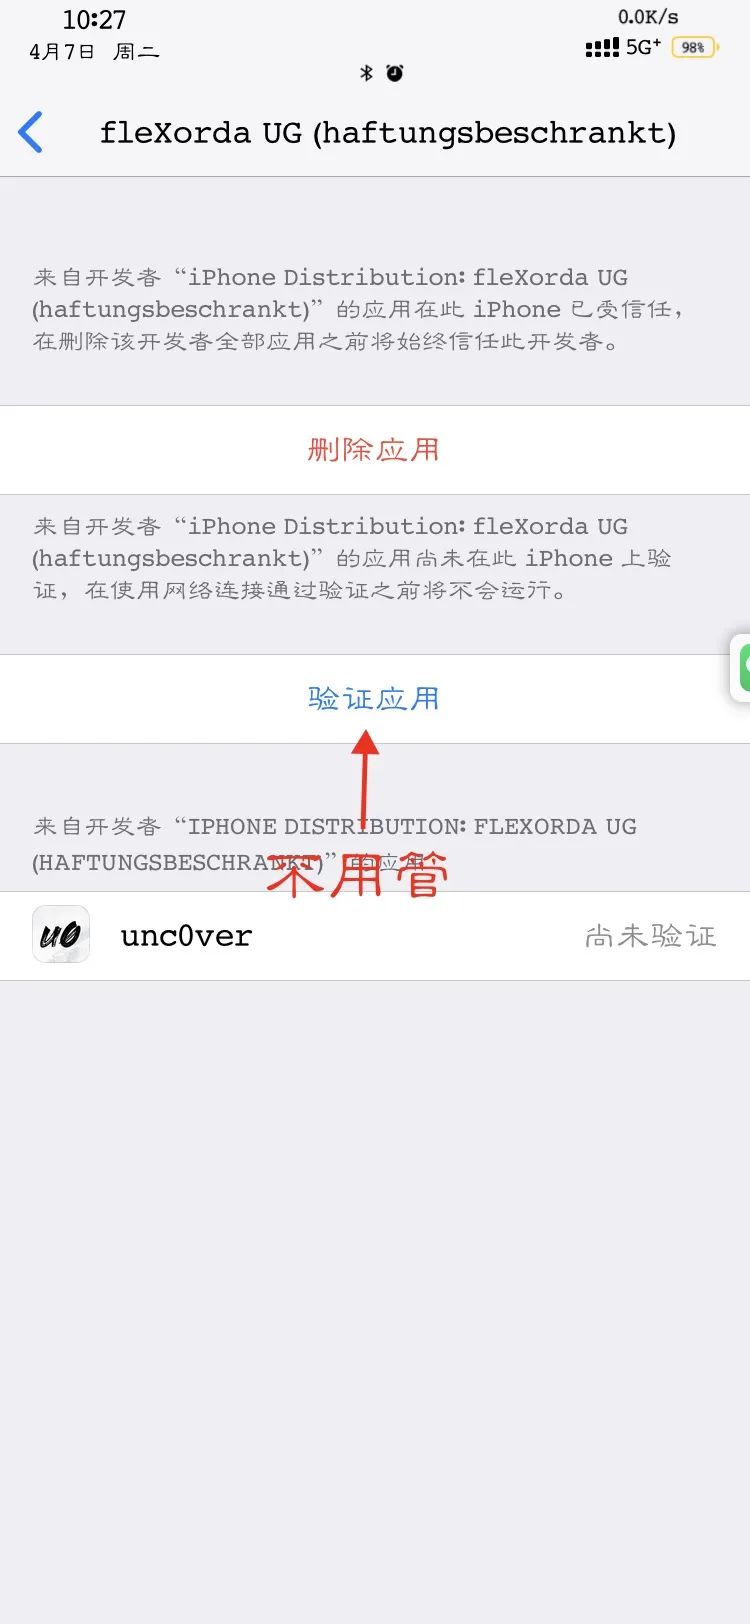 10:27
0.0K/s
4月7日 周二
5G⁺ 98%
fleXorda UG (haftungsbeschrankt)
来自开发者“iPhone Distribution: fleXorda UG
(haftungsbeschrankt)”的应用在此 iPhone 已受信任，
在删除该开发者全部应用之前将始终信任此开发者。
删除应用
来自开发者“iPhone Distribution: fleXorda UG
(haftungsbeschrankt)”的应用尚未在此 iPhone 上验
证，在使用网络连接通过验证之前将不会运行。
验证应用
来自开发者“IPHONE DISTRIBUTION: FLEXORDA UG
(HAFTUNGSBESCHRANKT)”的应用
不用管
u0
unc0ver
尚未验证